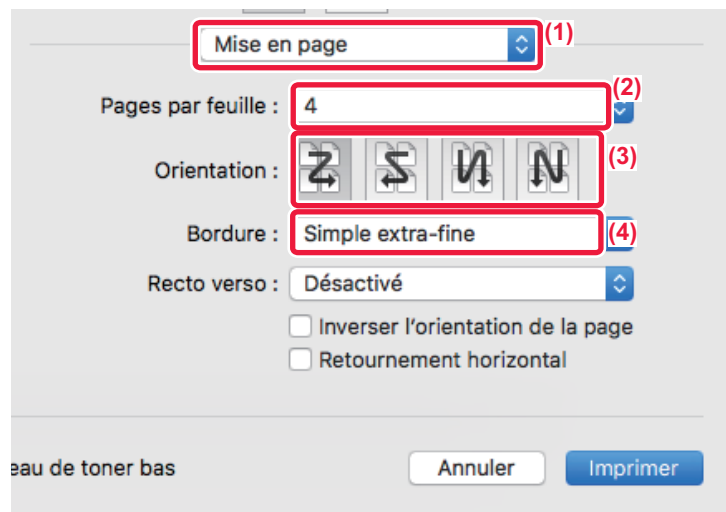 Mise en page (1)
Pages par feuille : 4 (2)
Orientation : (3)
Bordure : Simple extra-fine (4)
Recto verso : Désactivé
Inverser l'orientation de la page
Retournement horizontal
eau de toner bas Annuler Imprimer